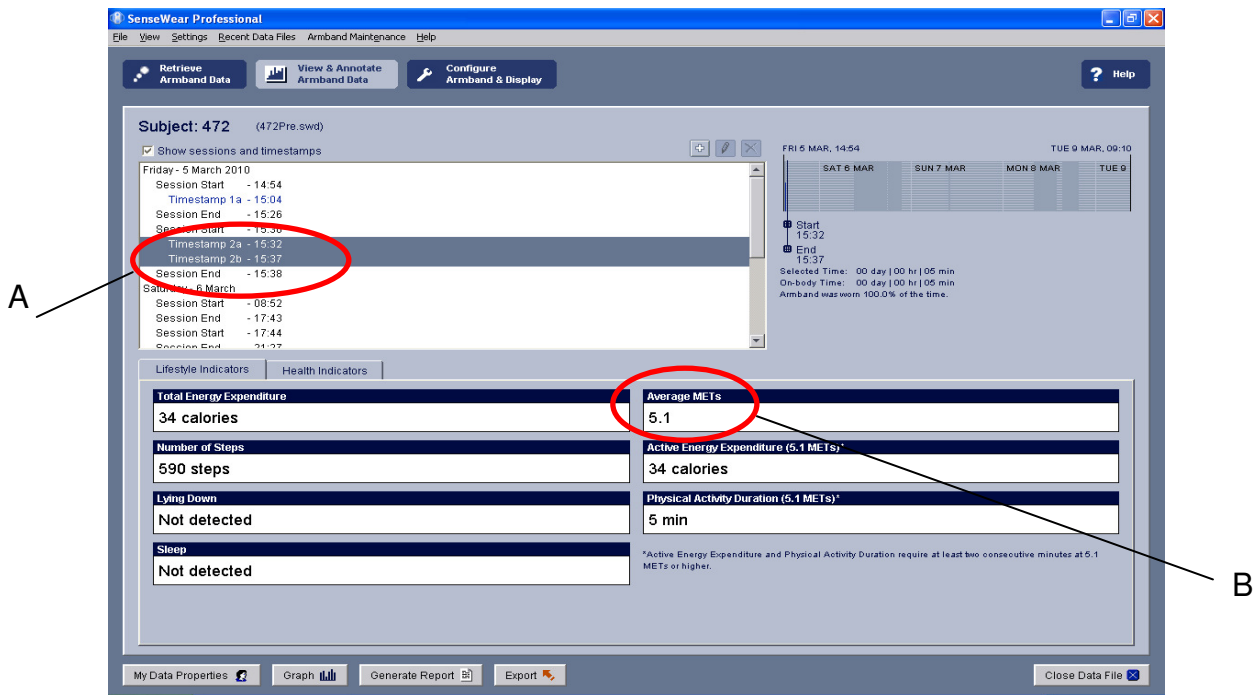 SenseWear Professional
File View Settings Recent Data Files Armband Maintenance Help
Retrieve Armband Data
View & Annotate Armband Data
Configure Armband & Display
? Help
Subject: 472 (472Pre.swd)
Show sessions and timestamps
Friday - 5 March 2010
Session Start - 14:54
Timestamp 1a - 15:04
Session End - 15:26
Session Start - 15:30
Timestamp 2a - 15:32
Timestamp 2b - 15:37
Session End - 15:38
Saturday - 6 March
Session Start - 08:52
Session End - 17:43
Session Start - 17:44
Session End - 21:27
FRI 5 MAR, 14:54 TUE 9 MAR, 09:10
SAT 6 MAR SUN 7 MAR MON 8 MAR TUE 9
Start
15:32
End
15:37
Selected Time: 00 day | 00 hr | 05 min
On-body Time: 00 day | 00 hr | 05 min
Armband was worn 100.0% of the time.
A
Lifestyle Indicators Health Indicators
Total Energy Expenditure
34 calories
Average METs
5.1
Number of Steps
590 steps
Active Energy Expenditure (5.1 METs)*
34 calories
Lying Down
Not detected
Physical Activity Duration (5.1 METs)*
5 min
Sleep
Not detected
*Active Energy Expenditure and Physical Activity Duration require at least two consecutive minutes at 5.1
METs or higher.
B
My Data Properties Graph Generate Report Export Close Data File